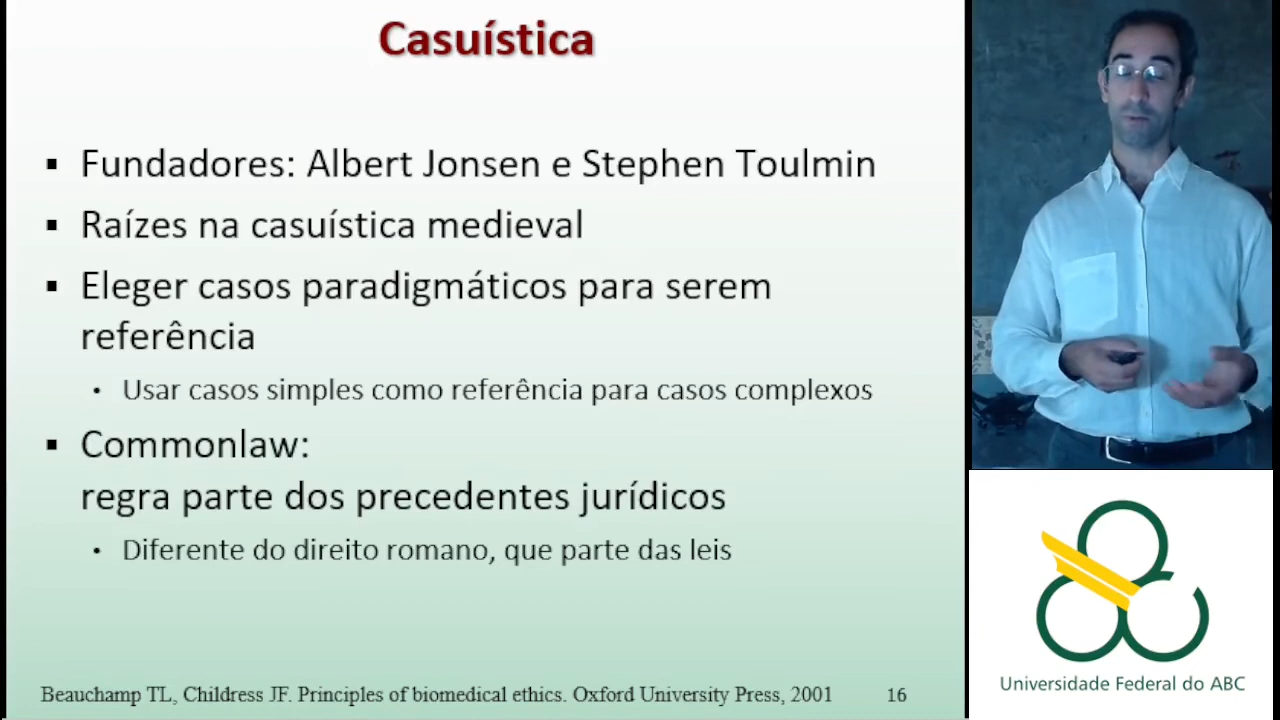 Casuística
▪ Fundadores: Albert Jonsen e Stephen Toulmin
▪ Raízes na casuística medieval
▪ Eleger casos paradigmáticos para serem
referência
• Usar casos simples como referência para casos complexos
▪ Commonlaw:
regra parte dos precedentes jurídicos
• Diferente do direito romano, que parte das leis
Beauchamp TL, Childress JF. Principles of biomedical ethics. Oxford University Press, 2001 16
Universidade Federal do ABC